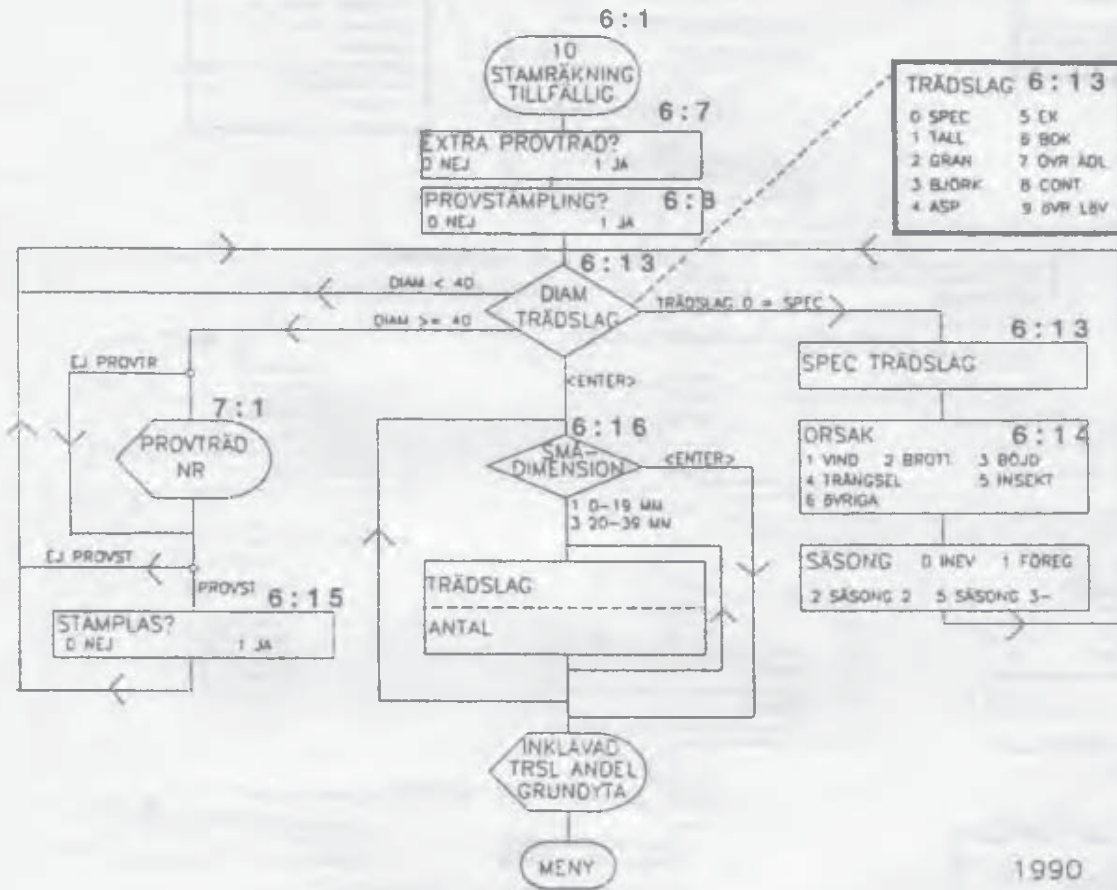 6:1
10
STAMRÄKNING
TILLFÄLLIG
6:7
EXTRA PROVTRÄD?
0 NEJ 1 JA
PROVSTÄMPLING? 6:8
0 NEJ 1 JA
TRÄDSLAG 6:13
0 SPEC 5 EK
1 TALL 6 BOK
2 GRAN 7 ÖVR ÄDL
3 BJÖRK 8 CONT
4 ASP 9 ÖVR LÖV
6:13
DIAM
TRÄDSLAG
DIAM < 40
DIAM >= 40
TRÄDSLAG 0 = SPEC
<ENTER>
EJ PROVTR
7:1
PROVTRÄD
NR
EJ PROVST
PROVST
6:15
STÄMPLAS?
0 NEJ 1 JA
6:16
SMÅ-
DIMENSION
<ENTER>
1 0-19 MM
3 20-39 MM
TRÄDSLAG
ANTAL
6:13
SPEC TRÄDSLAG
ORSAK 6:14
1 VIND 2 BROTT 3 BÖJD
4 TRÄNGSEL 5 INSEKT
6 ÖVRIGA
SÄSONG 0 INEV 1 FÖREG
2 SÄSONG 2 5 SÄSONG 3-
INKLAVAD
TRSL ANDEL
GRUNDYTA
MENY
1990